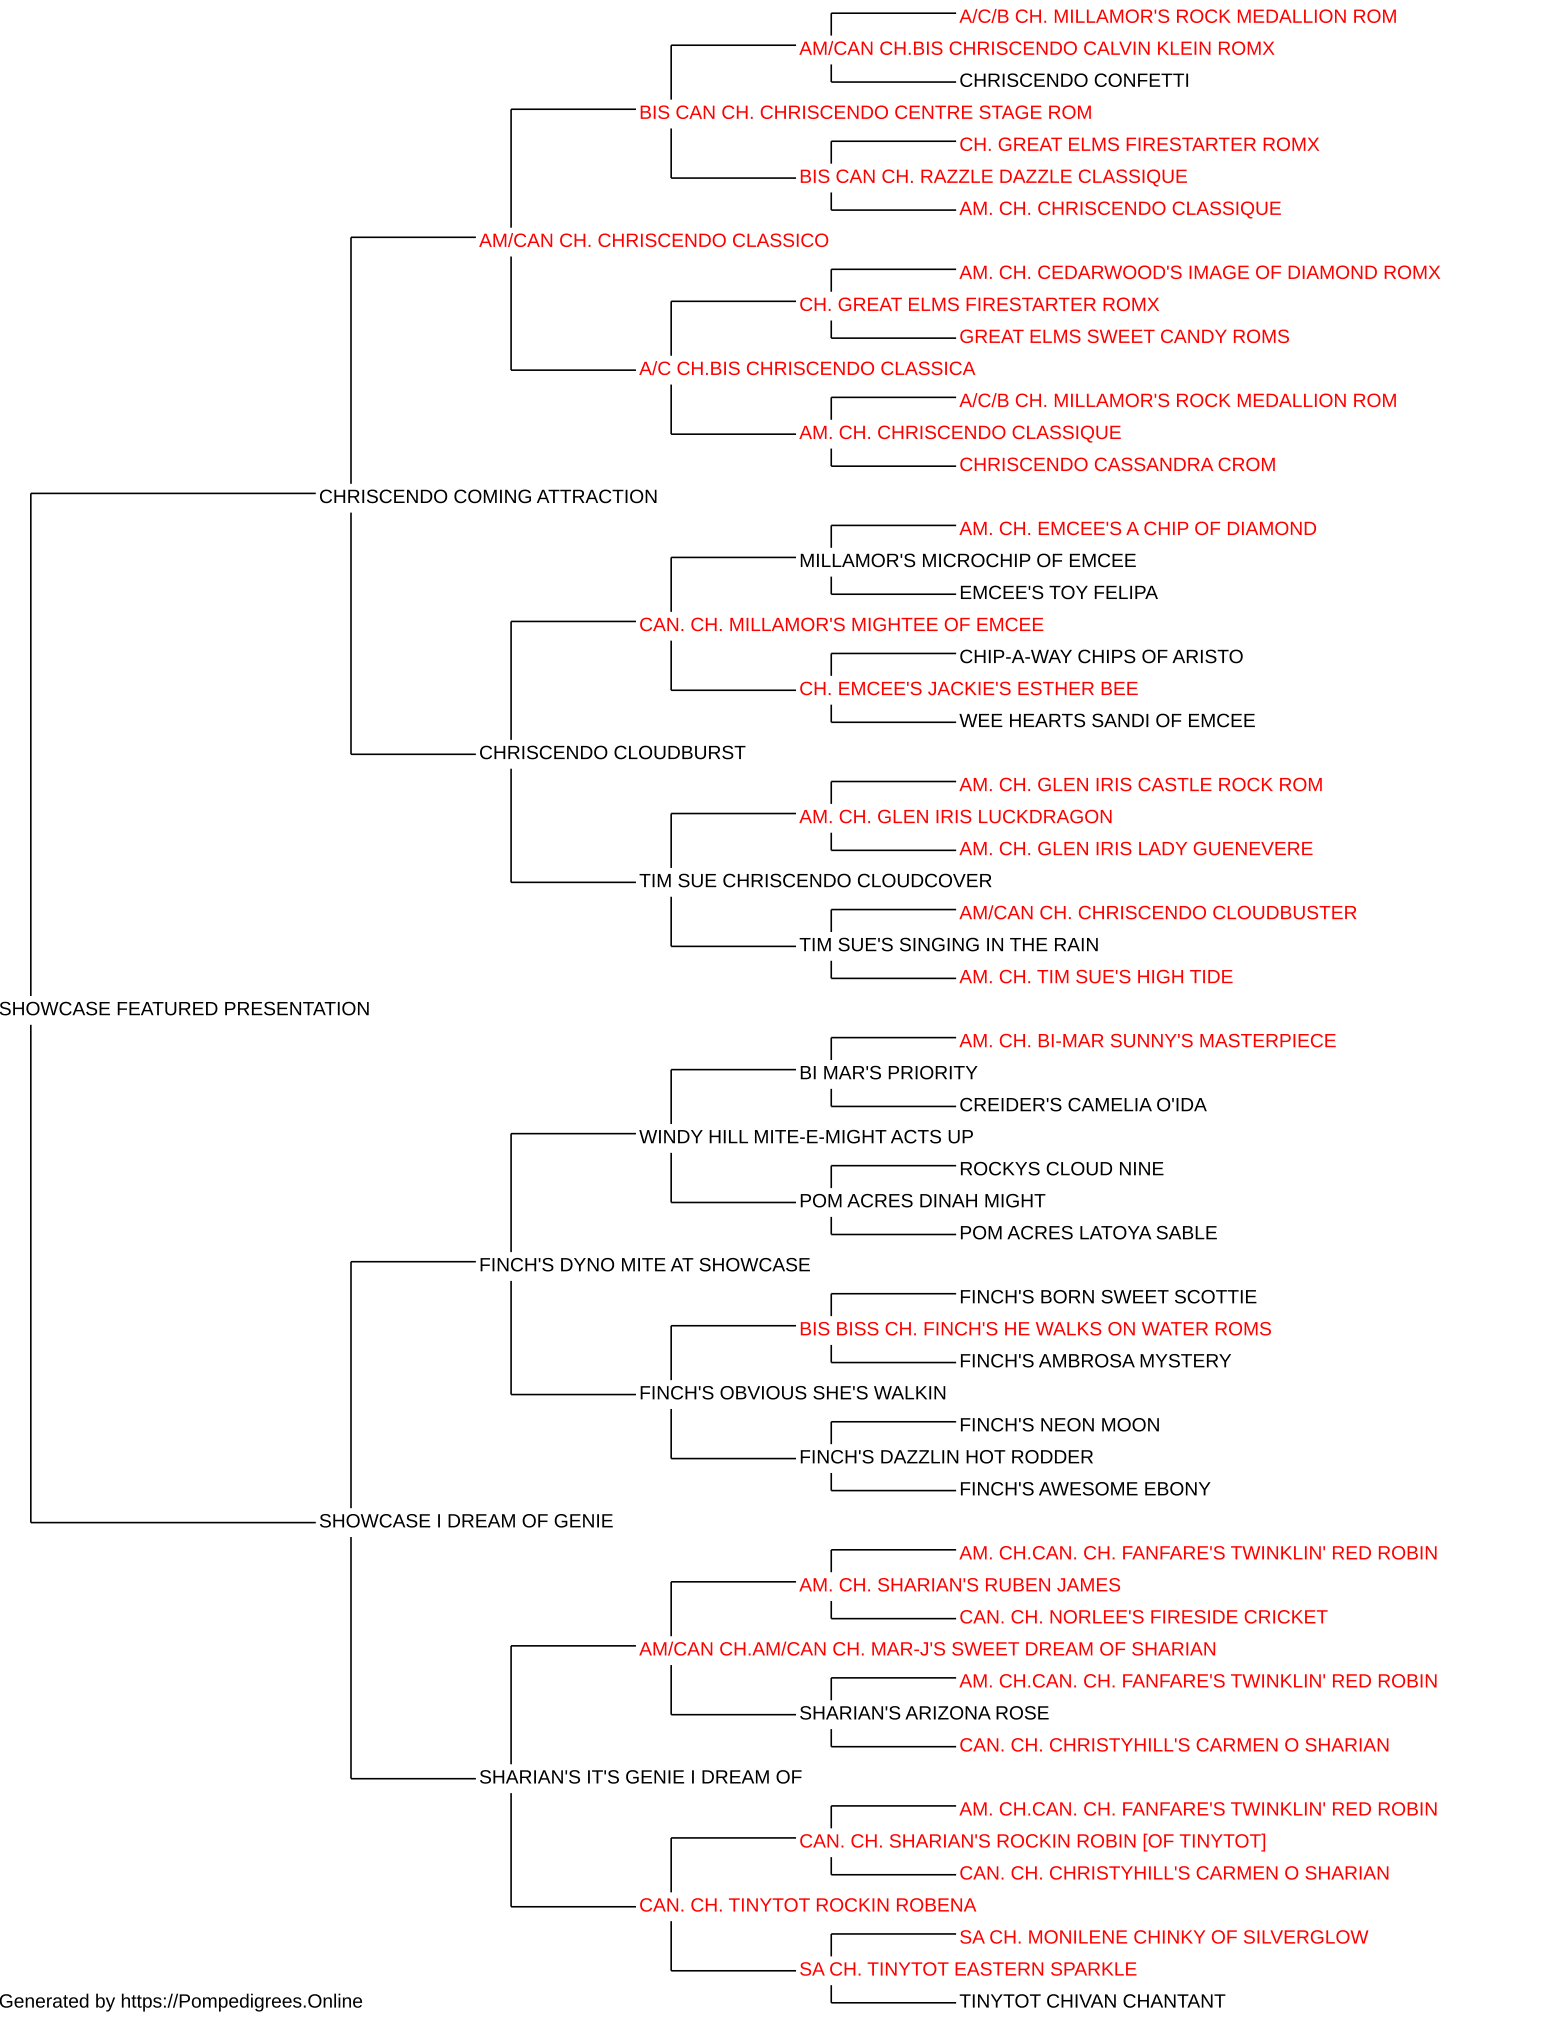 A/C/B CH. MILLAMOR'S ROCK MEDALLION ROM
AM/CAN CH.BIS CHRISCENDO CALVIN KLEIN ROMX
CHRISCENDO CONFETTI
BIS CAN CH. CHRISCENDO CENTRE STAGE ROM
CH. GREAT ELMS FIRESTARTER ROMX
BIS CAN CH. RAZZLE DAZZLE CLASSIQUE
AM. CH. CHRISCENDO CLASSIQUE
AM/CAN CH. CHRISCENDO CLASSICO
AM. CH. CEDARWOOD'S IMAGE OF DIAMOND ROMX
CH. GREAT ELMS FIRESTARTER ROMX
GREAT ELMS SWEET CANDY ROMS
A/C CH.BIS CHRISCENDO CLASSICA
A/C/B CH. MILLAMOR'S ROCK MEDALLION ROM
AM. CH. CHRISCENDO CLASSIQUE
CHRISCENDO CASSANDRA CROM
CHRISCENDO COMING ATTRACTION
AM. CH. EMCEE'S A CHIP OF DIAMOND
MILLAMOR'S MICROCHIP OF EMCEE
EMCEE'S TOY FELIPA
CAN. CH. MILLAMOR'S MIGHTEE OF EMCEE
CHIP-A-WAY CHIPS OF ARISTO
CH. EMCEE'S JACKIE'S ESTHER BEE
WEE HEARTS SANDI OF EMCEE
CHRISCENDO CLOUDBURST
AM. CH. GLEN IRIS CASTLE ROCK ROM
AM. CH. GLEN IRIS LUCKDRAGON
AM. CH. GLEN IRIS LADY GUENEVERE
TIM SUE CHRISCENDO CLOUDCOVER
AM/CAN CH. CHRISCENDO CLOUDBUSTER
TIM SUE'S SINGING IN THE RAIN
AM. CH. TIM SUE'S HIGH TIDE
SHOWCASE FEATURED PRESENTATION
AM. CH. BI-MAR SUNNY'S MASTERPIECE
BI MAR'S PRIORITY
CREIDER'S CAMELIA O'IDA
WINDY HILL MITE-E-MIGHT ACTS UP
ROCKYS CLOUD NINE
POM ACRES DINAH MIGHT
POM ACRES LATOYA SABLE
FINCH'S DYNO MITE AT SHOWCASE
FINCH'S BORN SWEET SCOTTIE
BIS BISS CH. FINCH'S HE WALKS ON WATER ROMS
FINCH'S AMBROSA MYSTERY
FINCH'S OBVIOUS SHE'S WALKIN
FINCH'S NEON MOON
FINCH'S DAZZLIN HOT RODDER
FINCH'S AWESOME EBONY
SHOWCASE I DREAM OF GENIE
AM. CH.CAN. CH. FANFARE'S TWINKLIN' RED ROBIN
AM. CH. SHARIAN'S RUBEN JAMES
CAN. CH. NORLEE'S FIRESIDE CRICKET
AM/CAN CH.AM/CAN CH. MAR-J'S SWEET DREAM OF SHARIAN
AM. CH.CAN. CH. FANFARE'S TWINKLIN' RED ROBIN
SHARIAN'S ARIZONA ROSE
CAN. CH. CHRISTYHILL'S CARMEN O SHARIAN
SHARIAN'S IT'S GENIE I DREAM OF
AM. CH.CAN. CH. FANFARE'S TWINKLIN' RED ROBIN
CAN. CH. SHARIAN'S ROCKIN ROBIN [OF TINYTOT]
CAN. CH. CHRISTYHILL'S CARMEN O SHARIAN
CAN. CH. TINYTOT ROCKIN ROBENA
SA CH. MONILENE CHINKY OF SILVERGLOW
SA CH. TINYTOT EASTERN SPARKLE
TINYTOT CHIVAN CHANTANT
Generated by https://Pompedigrees.Online